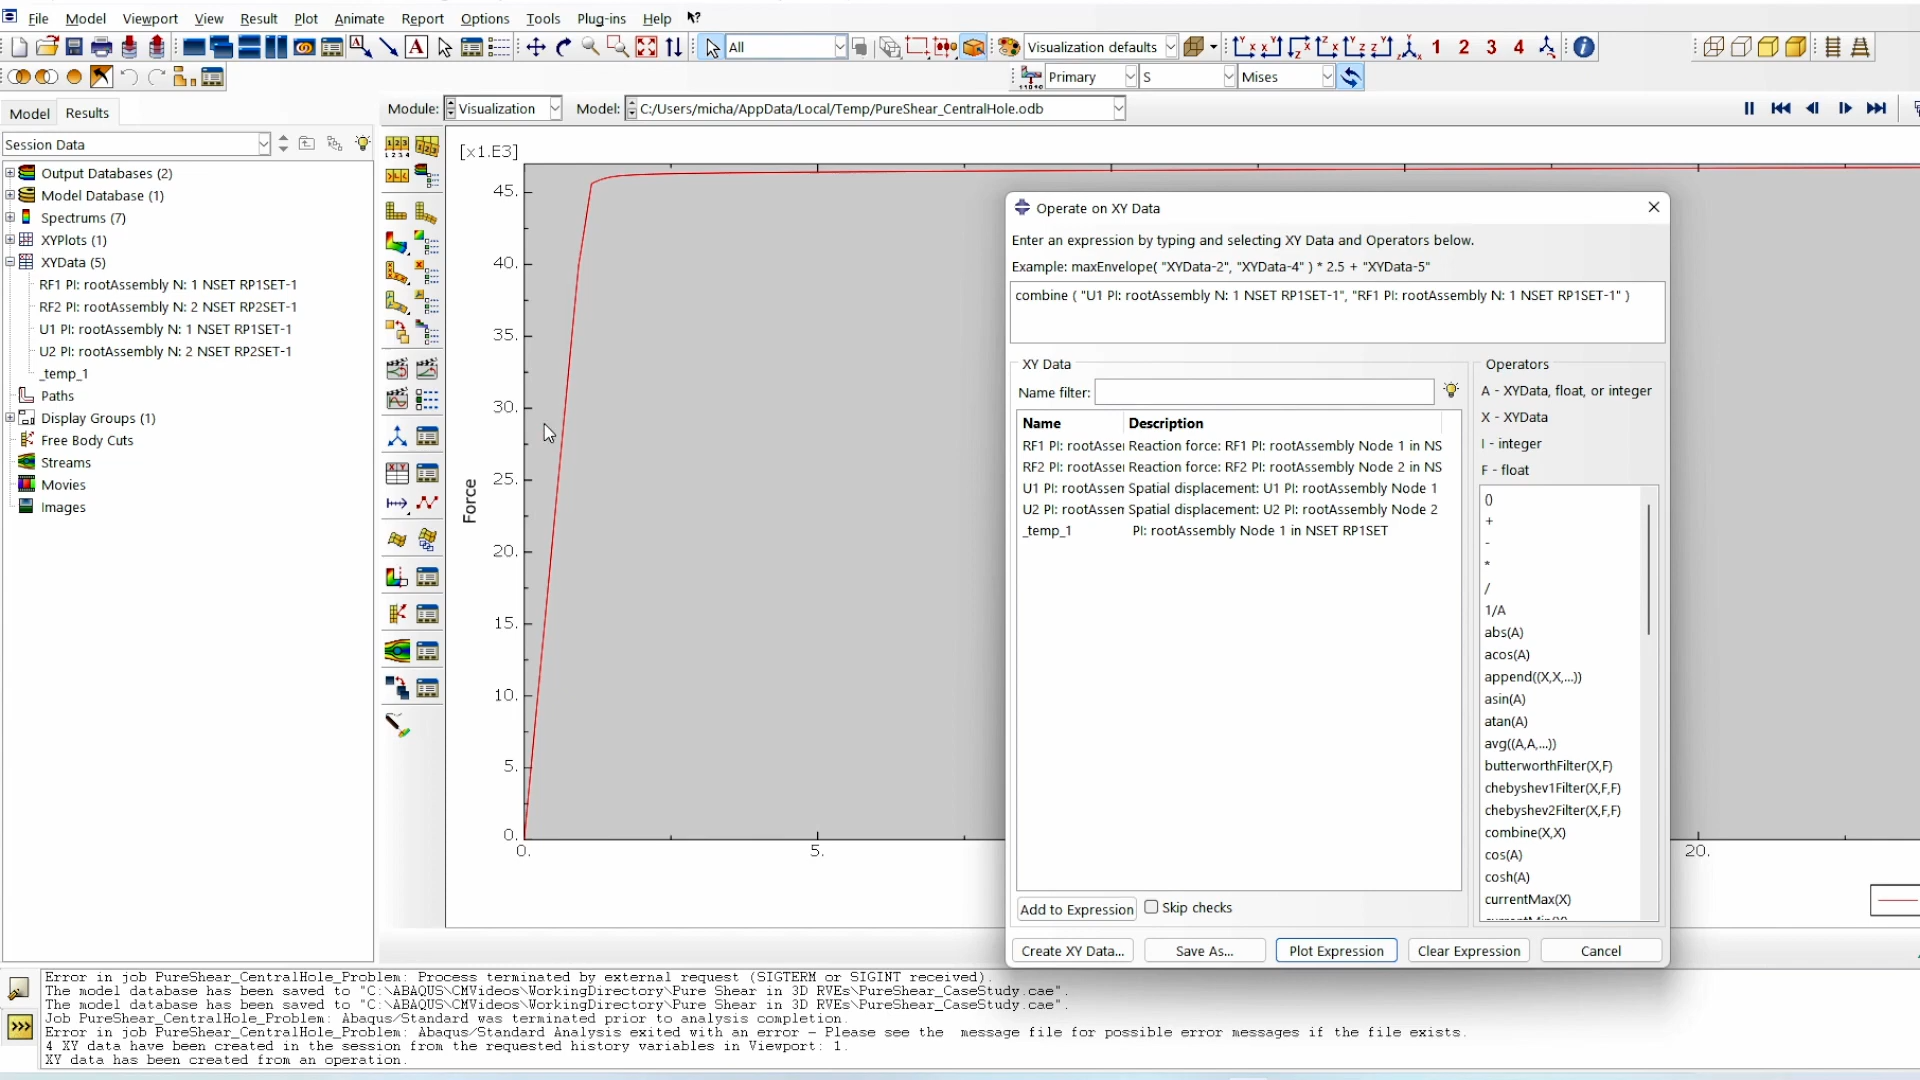 File Model Viewport View Result Plot Animate Report Options Tools Plug-ins Help
All Visualization defaults 1 2 3 4
Primary S Mises
Model Results
Module: Visualization Model: C:/Users/micha/AppData/Local/Temp/PureShear_CentralHole.odb
Session Data
Output Databases (2)
Model Database (1)
Spectrums (7)
XYPlots (1)
XYData (5)
RF1 PI: rootAssembly N: 1 NSET RP1SET-1
RF2 PI: rootAssembly N: 2 NSET RP2SET-1
U1 PI: rootAssembly N: 1 NSET RP1SET-1
U2 PI: rootAssembly N: 2 NSET RP2SET-1
_temp_1
Paths
Display Groups (1)
Free Body Cuts
Streams
Movies
Images
[x1.E3]
45.
40.
35.
30.
25.
20.
15.
10.
5.
0.
Force
0. 5. 20.
Operate on XY Data
Enter an expression by typing and selecting XY Data and Operators below.
Example: maxEnvelope( "XYData-2", "XYData-4" ) * 2.5 + "XYData-5"
combine ( "U1 PI: rootAssembly N: 1 NSET RP1SET-1", "RF1 PI: rootAssembly N: 1 NSET RP1SET-1" )
XY Data
Name filter:
Name Description
RF1 PI: rootAsse Reaction force: RF1 PI: rootAssembly Node 1 in NS
RF2 PI: rootAsse Reaction force: RF2 PI: rootAssembly Node 2 in NS
U1 PI: rootAssen Spatial displacement: U1 PI: rootAssembly Node 1
U2 PI: rootAssen Spatial displacement: U2 PI: rootAssembly Node 2
_temp_1 PI: rootAssembly Node 1 in NSET RP1SET
Operators
A - XYData, float, or integer
X - XYData
I - integer
F - float
()
+
-
*
/
1/A
abs(A)
acos(A)
append((X,X,...))
asin(A)
atan(A)
avg((A,A,...))
butterworthFilter(X,F)
chebyshev1Filter(X,F,F)
chebyshev2Filter(X,F,F)
combine(X,X)
cos(A)
cosh(A)
currentMax(X)
Add to Expression Skip checks
Create XY Data... Save As... Plot Expression Clear Expression Cancel
Error in job PureShear_CentralHole_Problem: Process terminated by external request (SIGTERM or SIGINT received).
The model database has been saved to "C:\ABAQUS\CMVideos\WorkingDirectory\Pure Shear in 3D RVEs\PureShear_CaseStudy.cae".
The model database has been saved to "C:\ABAQUS\CMVideos\WorkingDirectory\Pure Shear in 3D RVEs\PureShear_CaseStudy.cae".
Job PureShear_CentralHole_Problem: Abaqus/Standard was terminated prior to analysis completion.
Error in job PureShear_CentralHole_Problem: Abaqus/Standard Analysis exited with an error - Please see the message file for possible error messages if the file exists.
4 XY data have been created in the session from the requested history variables in Viewport: 1.
XY data has been created from an operation.